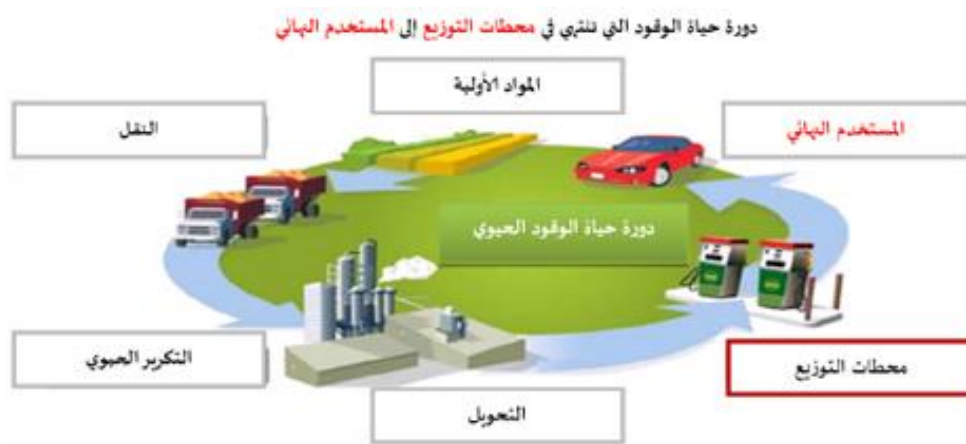 دورة حياة الوقود التي تنتهي في محطات التوزيع إلى المستخدم النهائي
المواد الأولية
النقل
المستخدم النهائي
دورة حياة الوقود الحيوي
التكرير الحيوي
محطات التوزيع
التحويل